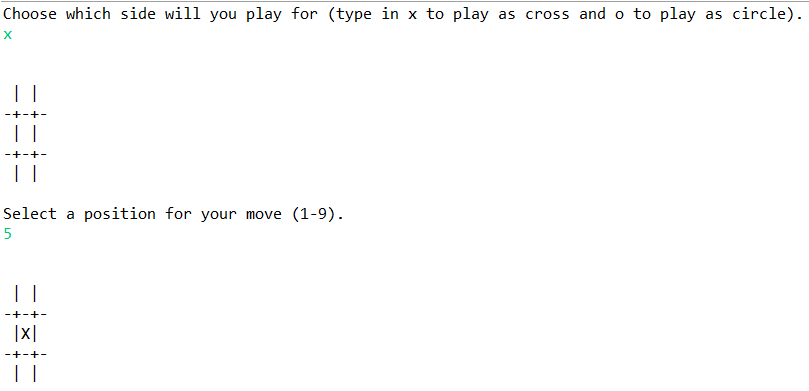 Choose which side will you play for (type in x to play as cross and o to play as circle).
x
 | |
-+-+-
 | |
-+-+-
 | |
Select a position for your move (1-9).
5
 | |
-+-+-
 |X|
-+-+-
 | |